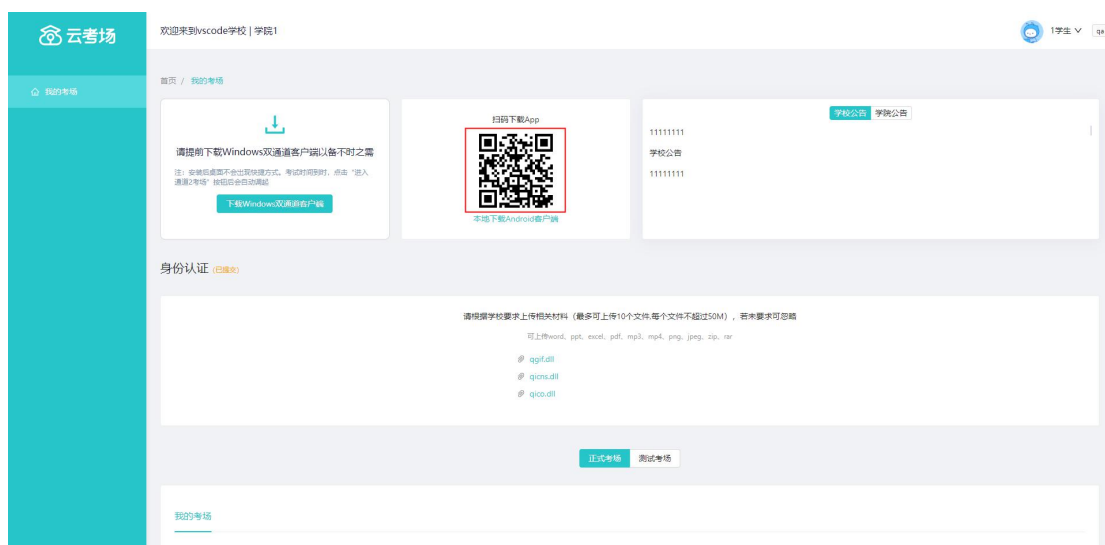 云考场
欢迎来到vscode学校 | 学院1
1学生
我的考场
首页 / 我的考场
请提前下载Windows双通道客户端以备不时之需
注：安装后桌面不会出现快捷方式。考试时间到时，点击“进入
通道2考场”按钮后会自动调起
下载Windows双通道客户端
扫码下载App
本地下载Android客户端
学校公告 学院公告
11111111
学校公告
11111111
身份认证 (已提交)
请根据学校要求上传相关材料（最多可上传10个文件,每个文件不超过50M），若未要求可忽略
可上传word、ppt、excel、pdf、mp3、mp4、png、jpeg、zip、rar
qgif.dll
qicns.dll
qico.dll
正式考场 测试考场
我的考场